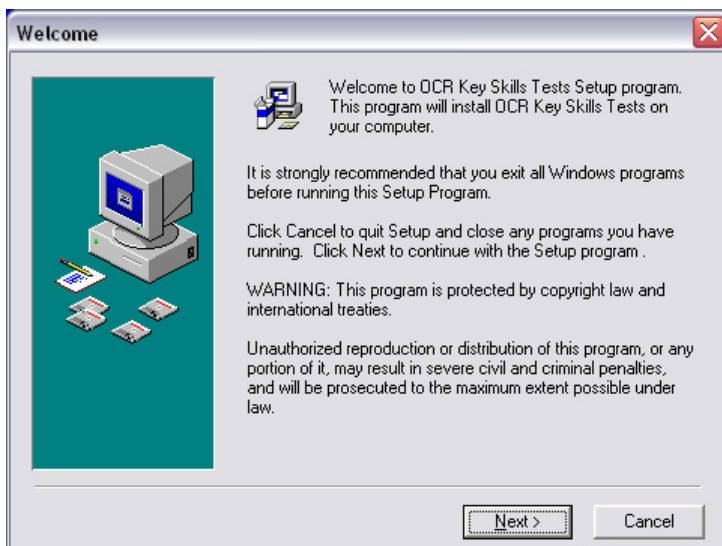 Welcome
Welcome to OCR Key Skills Tests Setup program.
This program will install OCR Key Skills Tests on
your computer.
It is strongly recommended that you exit all Windows programs
before running this Setup Program.
Click Cancel to quit Setup and close any programs you have
running. Click Next to continue with the Setup program .
WARNING: This program is protected by copyright law and
international treaties.
Unauthorized reproduction or distribution of this program, or any
portion of it, may result in severe civil and criminal penalties,
and will be prosecuted to the maximum extent possible under
law.
Next >
Cancel